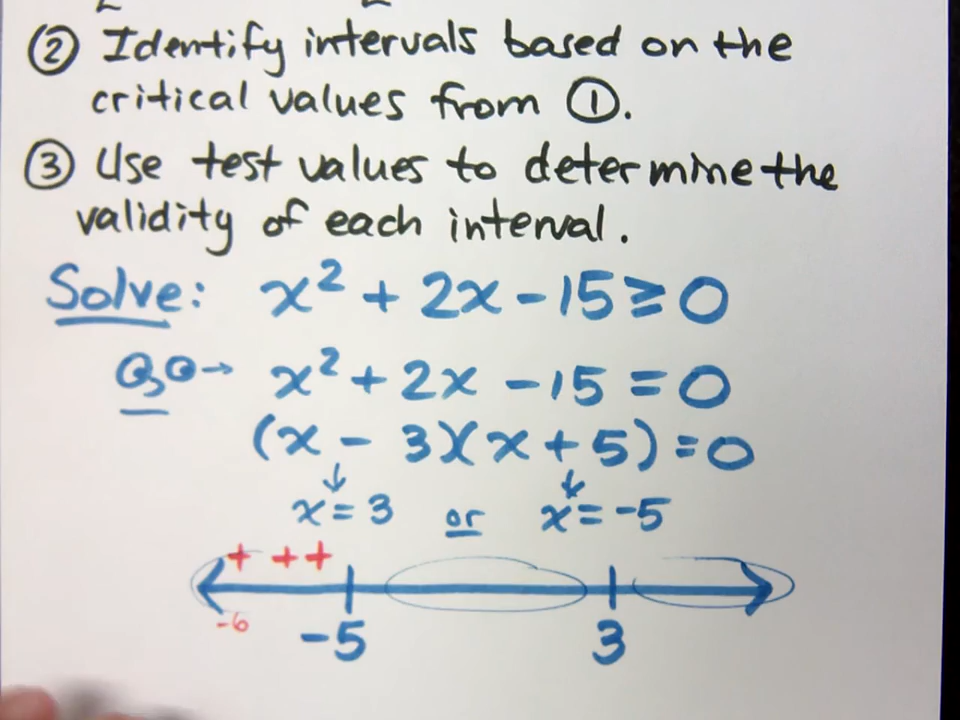 ② Identify intervals based on the
critical values from ①.
③ Use test values to determine the
validity of each interval.
Solve: x² + 2x - 15 ≥ 0
Q → x² + 2x - 15 = 0
(x - 3)(x + 5) = 0
↓ ↓
x = 3 or x = -5
+ + +
-6 -5 3